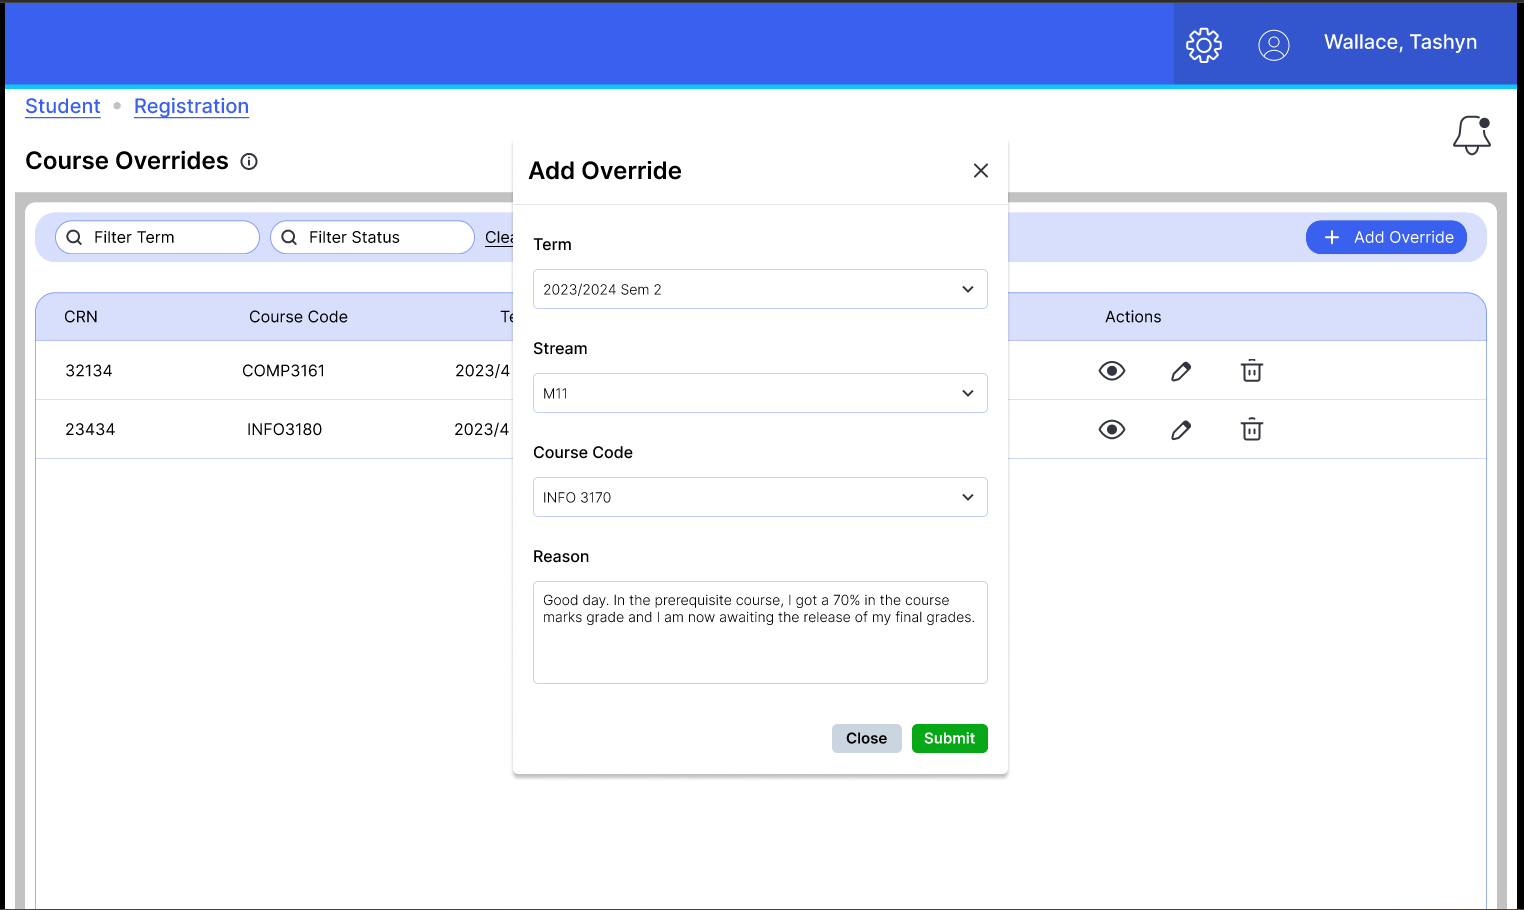 Wallace, Tashyn
Student • Registration
Course Overrides
Add Override
Filter Term
Filter Status
Add Override
Term
2023/2024 Sem 2
CRN
Course Code
Actions
Stream
32134
COMP3161
2023/4
M11
23434
INFO3180
2023/4
Course Code
INFO 3170
Reason
Good day. In the prerequisite course, I got a 70% in the course
marks grade and I am now awaiting the release of my final grades.
Close
Submit